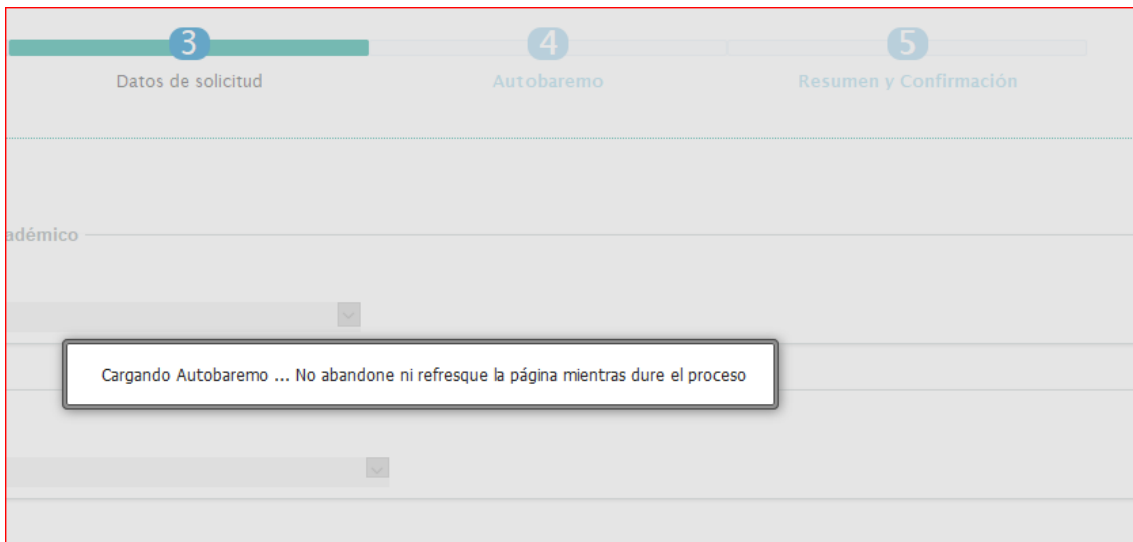 3
4
5
Datos de solicitud
Autobaremo
Resumen y Confirmación
adémico
Cargando Autobaremo ... No abandone ni refresque la página mientras dure el proceso